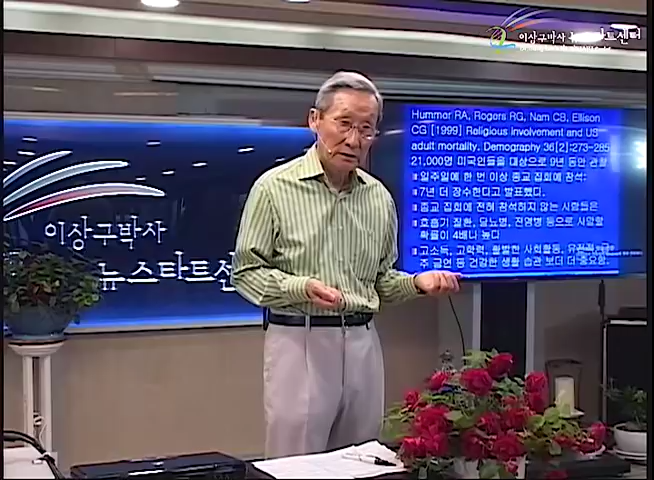 이상구박사 뉴스타트센터
이상구박사
뉴스타트센터
Hummer RA, Rogers RG, Nam CB, Ellison
CG [1999] Religious involvement and US
adult mortality. Demography 36[2]:273-285
21,000명 미국인들을 대상으로 9년 동안 관찰
일주일에 한 번 이상 종교 집회에 참석:
7년 더 장수한다고 발표했다.
종교 집회에 전혀 참석하지 않는 사람들은
호흡기 질환, 당뇨병, 전염병 등으로 사망할
확률이 4배나 높다
고소득, 고학력, 활발한 사회활동,
주 금연 등 건강한 생활 습관 보다 더 중요함.